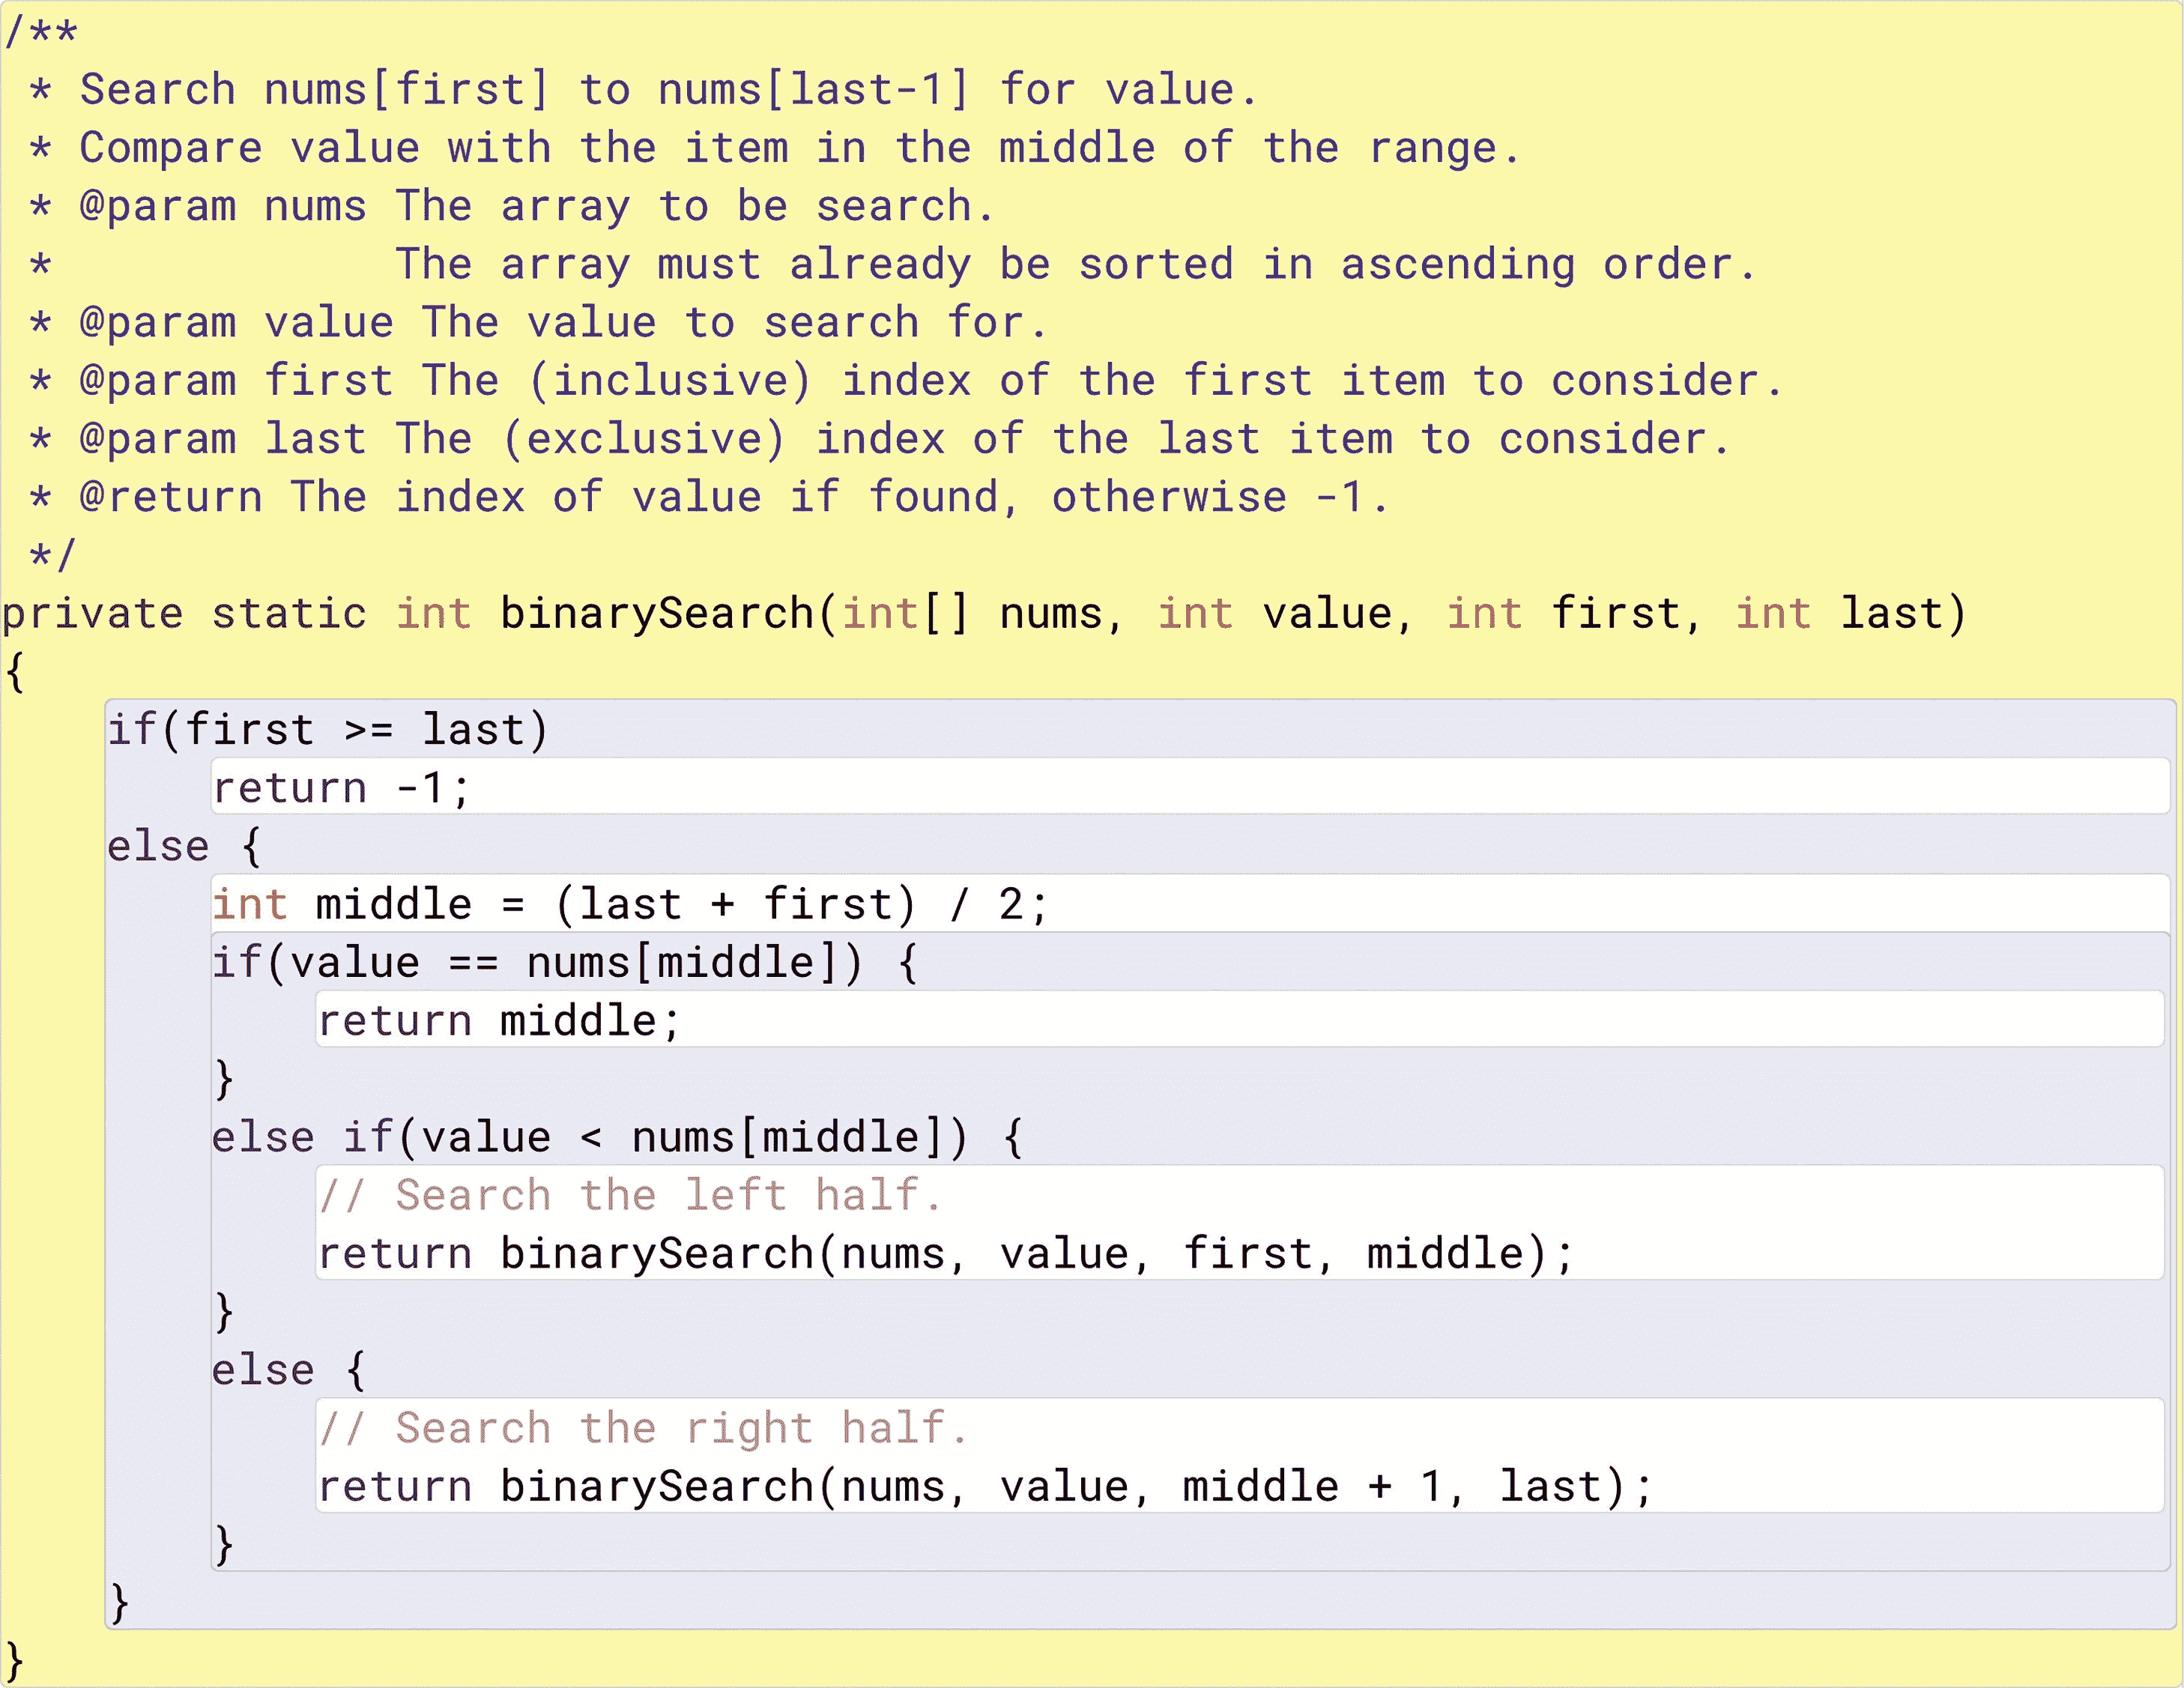 /**
 * Search nums[first] to nums[last-1] for value.
 * Compare value with the item in the middle of the range.
 * @param nums The array to be search.
 *             The array must already be sorted in ascending order.
 * @param value The value to search for.
 * @param first The (inclusive) index of the first item to consider.
 * @param last The (exclusive) index of the last item to consider.
 * @return The index of value if found, otherwise -1.
 */
private static int binarySearch(int[] nums, int value, int first, int last)
{
    if(first >= last)
        return -1;
    else {
        int middle = (last + first) / 2;
        if(value == nums[middle]) {
            return middle;
        }
        else if(value < nums[middle]) {
            // Search the left half.
            return binarySearch(nums, value, first, middle);
        }
        else {
            // Search the right half.
            return binarySearch(nums, value, middle + 1, last);
        }
    }
}